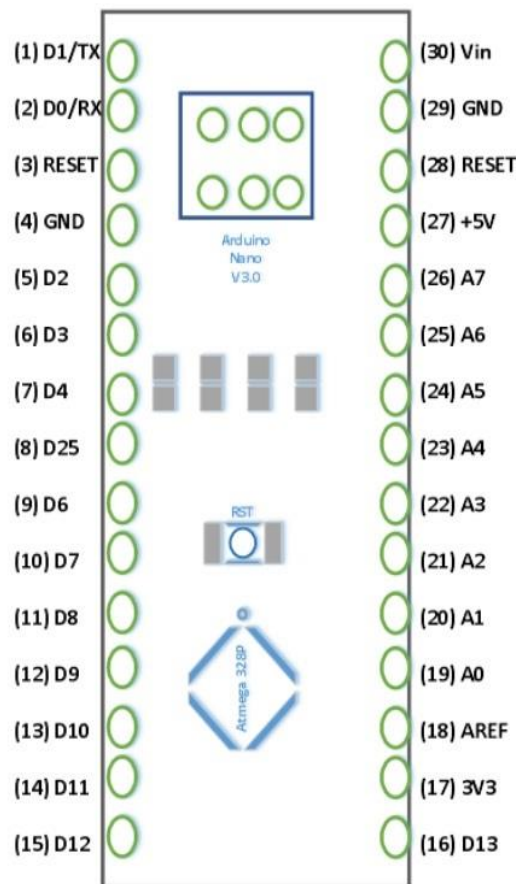 (1) D1/TX
(2) D0/RX
(3) RESET
(4) GND
(5) D2
(6) D3
(7) D4
(8) D25
(9) D6
(10) D7
(11) D8
(12) D9
(13) D10
(14) D11
(15) D12
Arduino
Nano
V3.0
RST
Atmega 328P
(30) Vin
(29) GND
(28) RESET
(27) +5V
(26) A7
(25) A6
(24) A5
(23) A4
(22) A3
(21) A2
(20) A1
(19) A0
(18) AREF
(17) 3V3
(16) D13